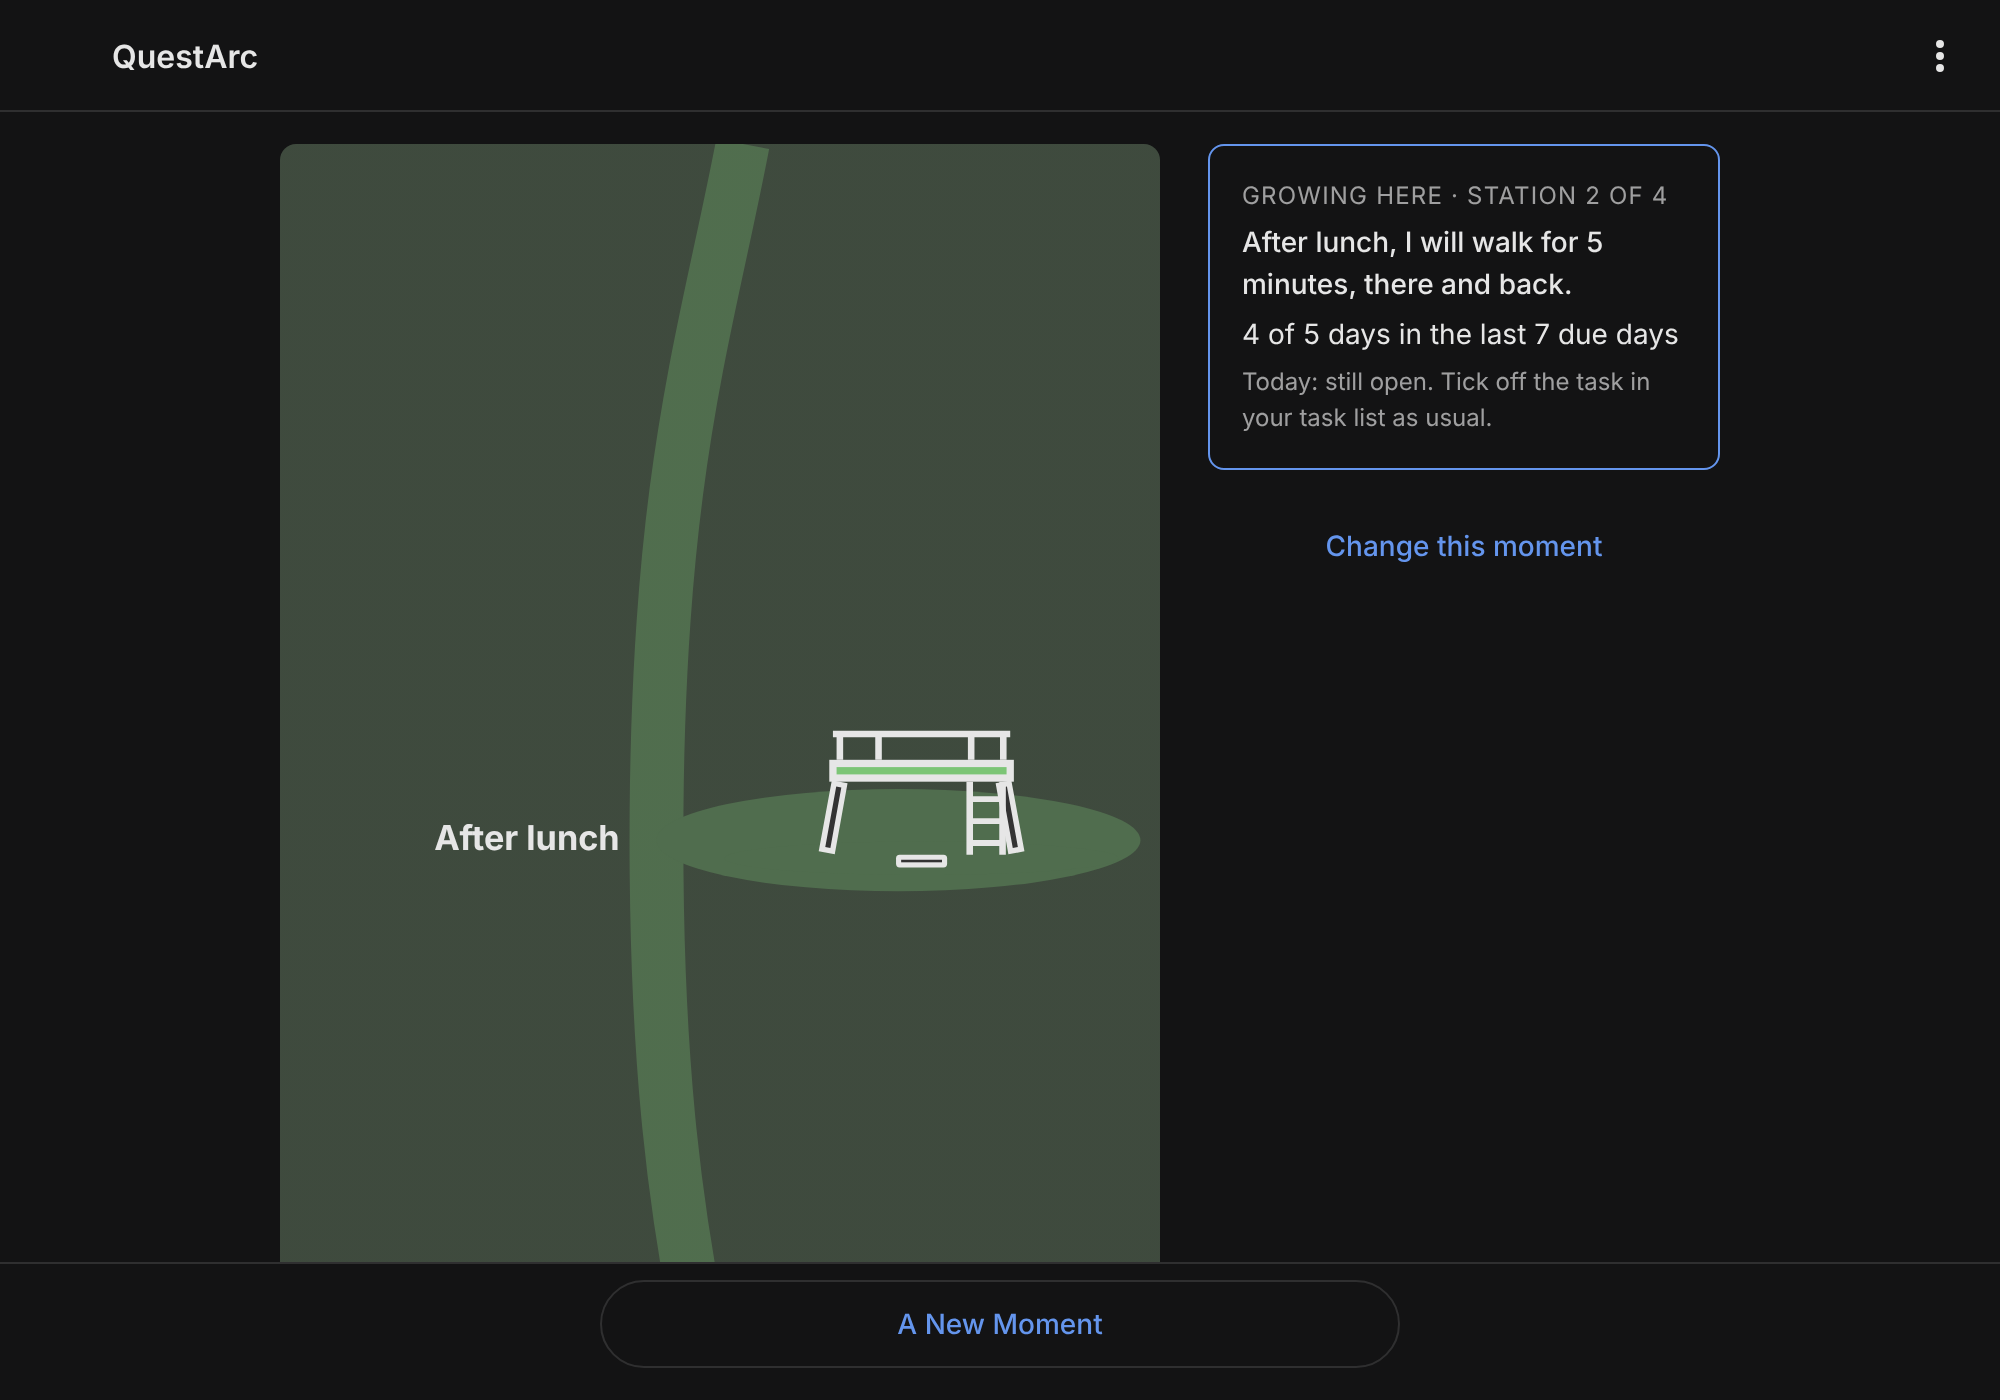 QuestArc
GROWING HERE · STATION 2 OF 4
After lunch, I will walk for 5
minutes, there and back.
4 of 5 days in the last 7 due days
Today: still open. Tick off the task in
your task list as usual.
Change this moment
After lunch
A New Moment